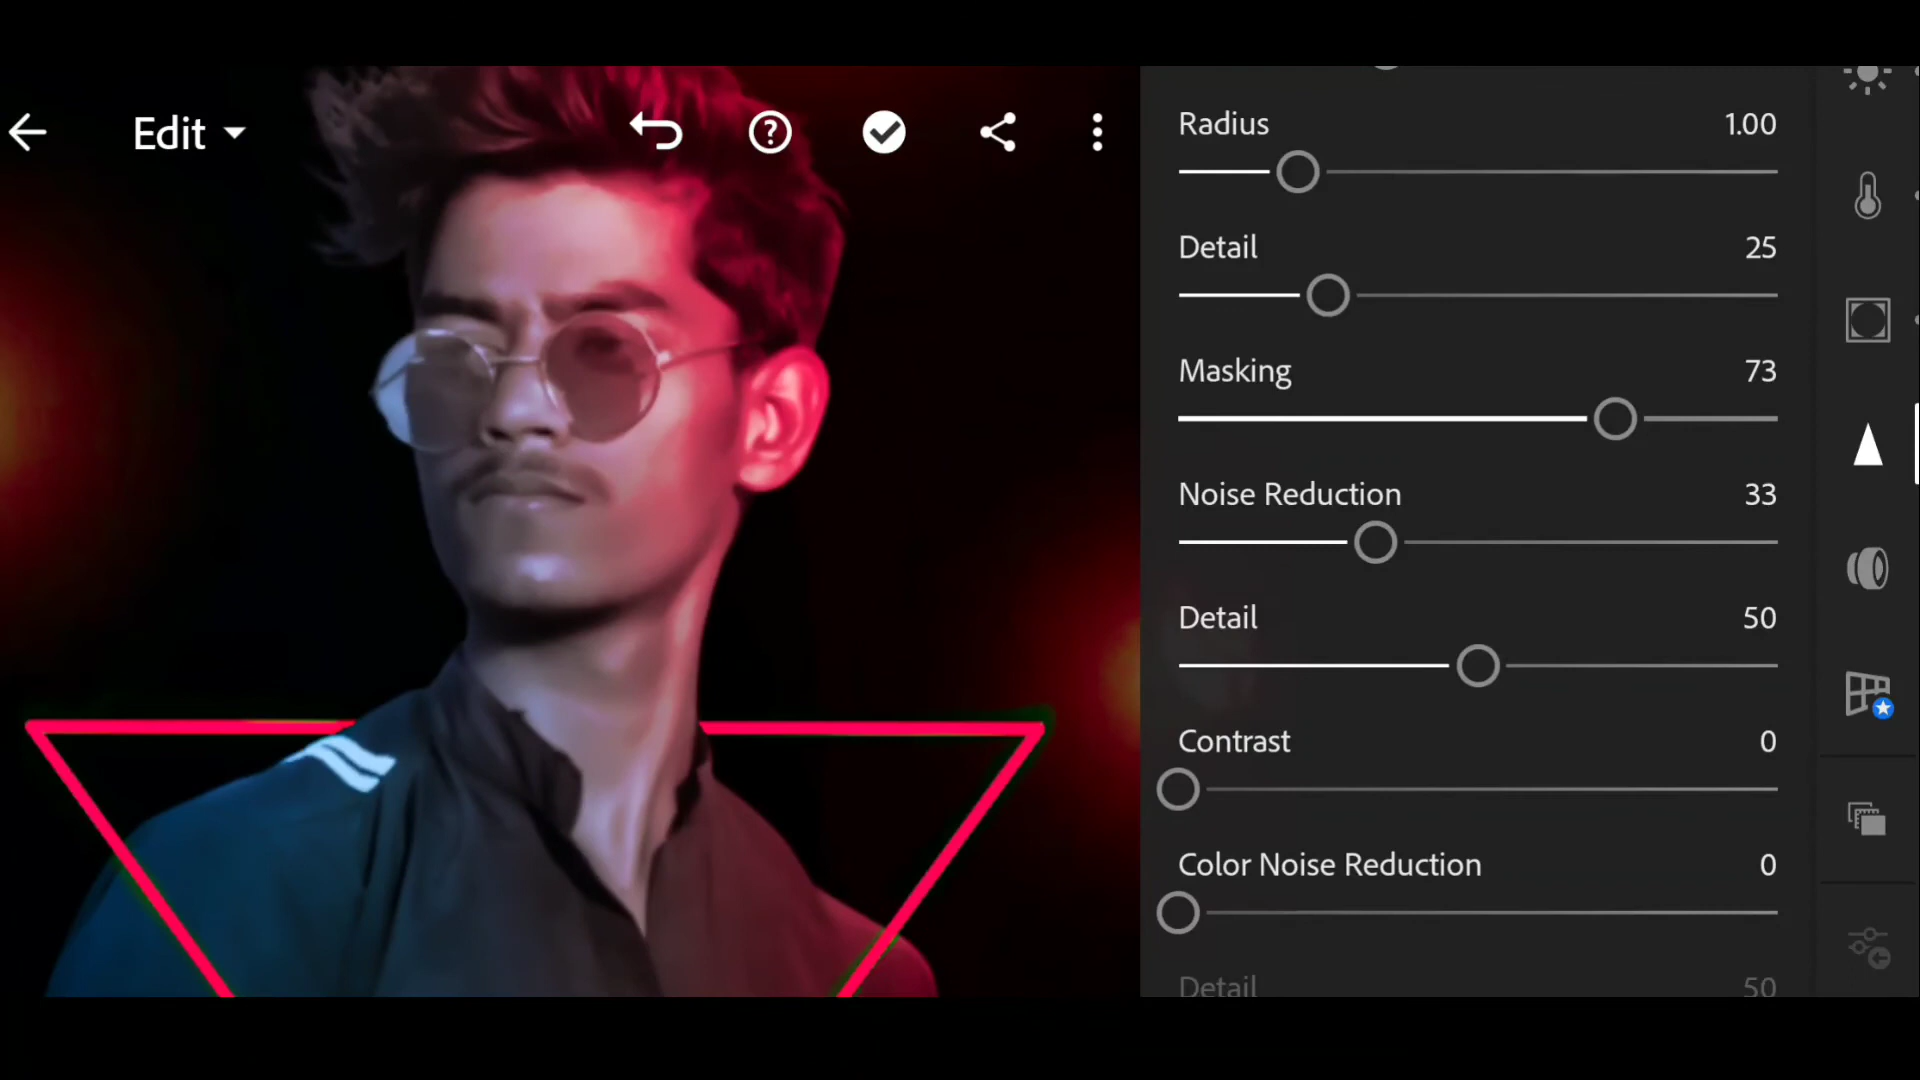 Edit
Radius 1.00
Detail 25
Masking 73
Noise Reduction 33
Detail 50
Contrast 0
Color Noise Reduction 0
Detail 50